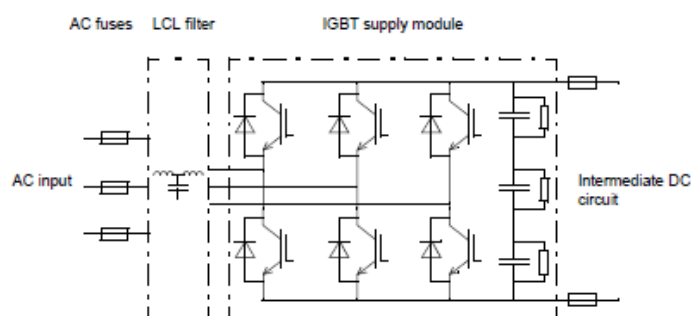 AC fuses
LCL filter
IGBT supply module
AC input
Intermediate DC
circuit